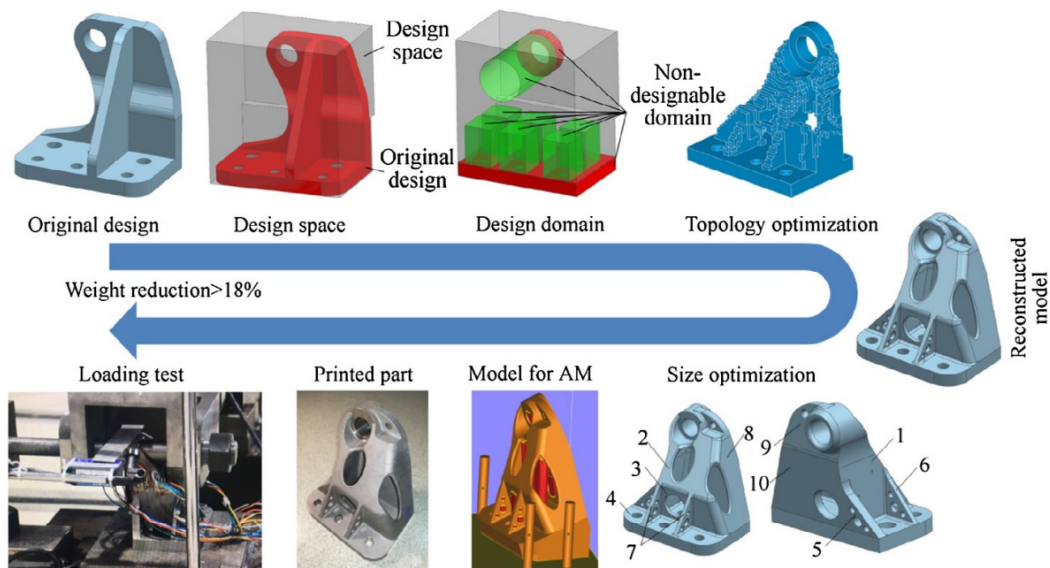 Design
space
Non-
designable
domain
Original
design
Original design
Design space
Design domain
Topology optimization
Weight reduction>18%
Reconstructed
model
Loading test
Printed part
Model for AM
Size optimization
2
8
3
4
7
9
1
10
6
5